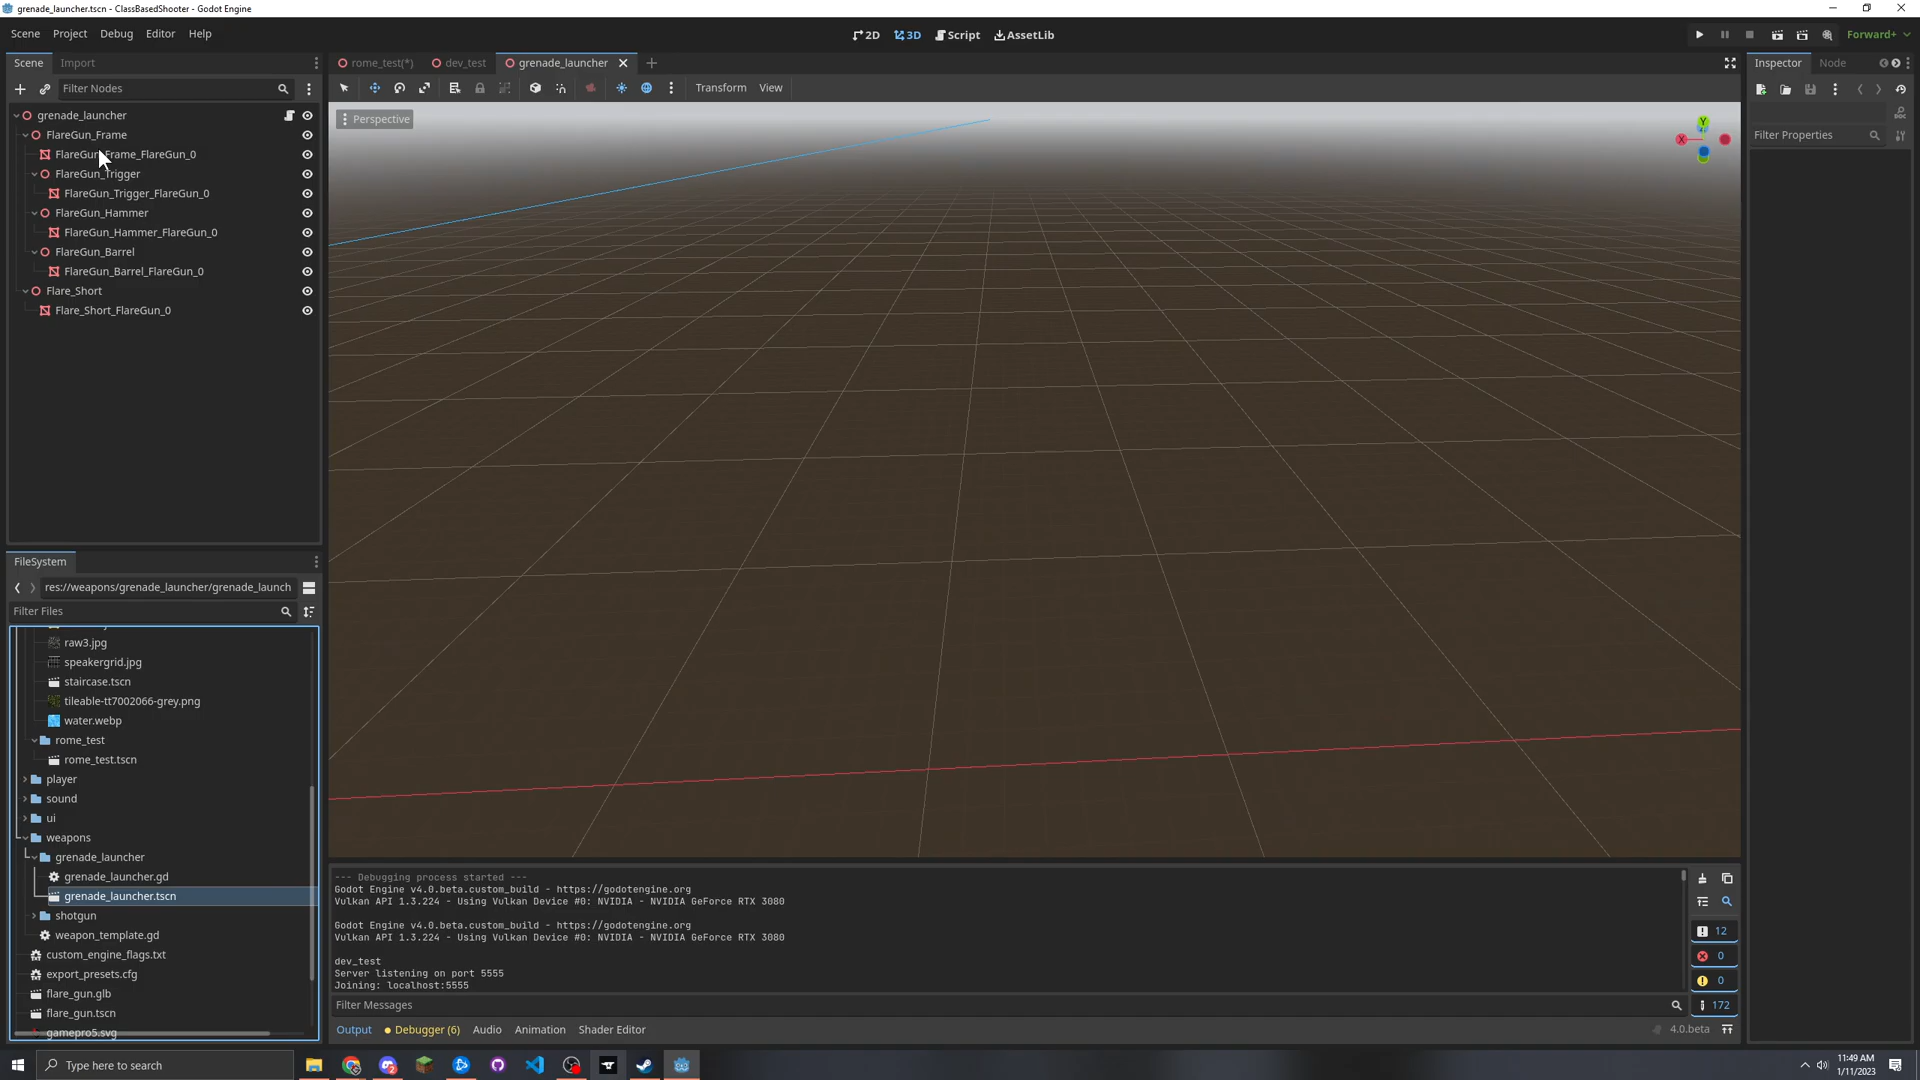 grenade_launcher.tscn - ClassBasedShooter - Godot Engine
Scene Project Debug Editor Help
2D 3D Script AssetLib
Forward+
Scene Import
rome_test(*) dev_test grenade_launcher
Inspector Node
Filter Nodes
Transform View
Perspective
Filter Properties
Y
X
grenade_launcher
FlareGun_Frame
FlareGun_Frame_FlareGun_0
FlareGun_Trigger
FlareGun_Trigger_FlareGun_0
FlareGun_Hammer
FlareGun_Hammer_FlareGun_0
FlareGun_Barrel
FlareGun_Barrel_FlareGun_0
Flare_Short
Flare_Short_FlareGun_0
FileSystem
res://weapons/grenade_launcher/grenade_launch
Filter Files
raw3.jpg
speakergrid.jpg
staircase.tscn
tileable-tt7002066-grey.png
water.webp
rome_test
rome_test.tscn
player
sound
ui
weapons
grenade_launcher
grenade_launcher.gd
grenade_launcher.tscn
shotgun
weapon_template.gd
custom_engine_flags.txt
export_presets.cfg
flare_gun.glb
flare_gun.tscn
gamepro5.svg
--- Debugging process started ---
Godot Engine v4.0.beta.custom_build - https://godotengine.org
Vulkan API 1.3.224 - Using Vulkan Device #0: NVIDIA - NVIDIA GeForce RTX 3080
Godot Engine v4.0.beta.custom_build - https://godotengine.org
Vulkan API 1.3.224 - Using Vulkan Device #0: NVIDIA - NVIDIA GeForce RTX 3080
dev_test
Server listening on port 5555
Joining: localhost:5555
12
0
0
172
Filter Messages
Output Debugger (6) Audio Animation Shader Editor
4.0.beta
Type here to search
11:49 AM
1/11/2023